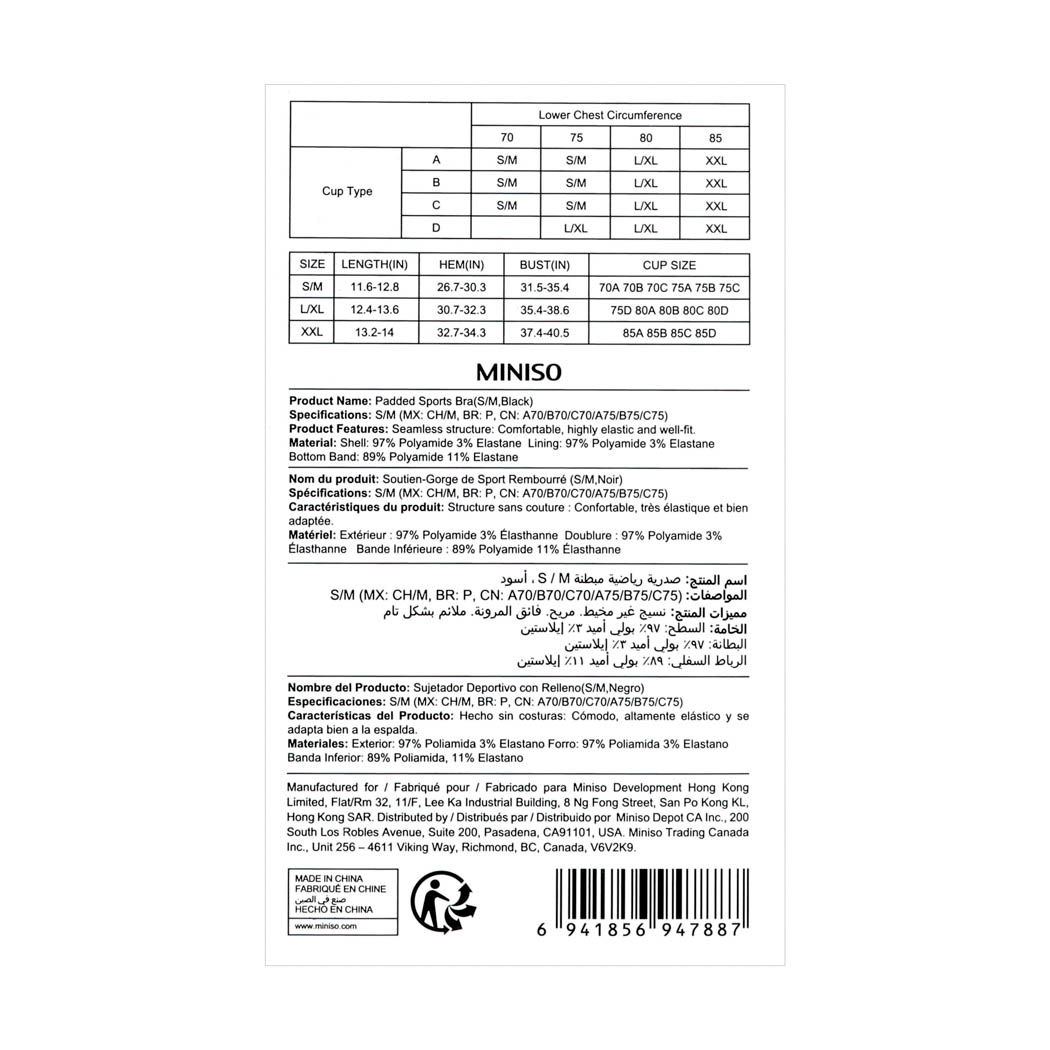 Lower Chest Circumference
70 75 80 85
A S/M S/M L/XL XXL
Cup Type
B S/M S/M L/XL XXL
C S/M S/M L/XL XXL
D L/XL L/XL XXL
SIZE LENGTH(IN) HEM(IN) BUST(IN) CUP SIZE
S/M 11.6-12.8 26.7-30.3 31.5-35.4 70A 70B 70C 75A 75B 75C
L/XL 12.4-13.6 30.7-32.3 35.4-38.6 75D 80A 80B 80C 80D
XXL 13.2-14 32.7-34.3 37.4-40.5 85A 85B 85C 85D
MINISO
Product Name: Padded Sports Bra(S/M,Black)
Specifications: S/M (MX: CH/M, BR: P, CN: A70/B70/C70/A75/B75/C75)
Product Features: Seamless structure: Comfortable, highly elastic and well-fit.
Material: Shell: 97% Polyamide 3% Elastane Lining: 97% Polyamide 3% Elastane
Bottom Band: 89% Polyamide 11% Elastane
Nom du produit: Soutien-Gorge de Sport Rembourré (S/M,Noir)
Spécifications: S/M (MX: CH/M, BR: P, CN: A70/B70/C70/A75/B75/C75)
Caractéristiques du produit: Structure sans couture : Confortable, très élastique et bien
adaptée.
Matériel: Extérieur : 97% Polyamide 3% Élasthanne Doublure : 97% Polyamide 3%
Élasthanne Bande Inférieure : 89% Polyamide 11% Élasthanne
اسم المنتج: صدرية رياضية مبطنة S / M ، أسود
المواصفات: S/M (MX: CH/M, BR: P, CN: A70/B70/C70/A75/B75/C75)
مميزات المنتج: نسيج غير مخيط. مريح. فائق المرونة. ملائم بشكل تام
الخامة: السطح: ٩٧٪ بولي أميد ٣٪ إيلاستين
البطانة: ٩٧٪ بولي أميد ٣٪ إيلاستين
الرباط السفلي: ٨٩٪ بولي أميد ١١٪ إيلاستين
Nombre del Producto: Sujetador Deportivo con Relleno(S/M,Negro)
Especificaciones: S/M (MX: CH/M, BR: P, CN: A70/B70/C70/A75/B75/C75)
Características del Producto: Hecho sin costuras: Cómodo, altamente elástico y se
adapta bien a la espalda.
Materiales: Exterior: 97% Poliamida 3% Elastano Forro: 97% Poliamida 3% Elastano
Banda Inferior: 89% Poliamida, 11% Elastano
Manufactured for / Fabriqué pour / Fabricado para Miniso Development Hong Kong
Limited, Flat/Rm 32, 11/F, Lee Ka Industrial Building, 8 Ng Fong Street, San Po Kong KL,
Hong Kong SAR. Distributed by / Distribués par / Distribuido por Miniso Depot CA Inc., 200
South Los Robles Avenue, Suite 200, Pasadena, CA91101, USA. Miniso Trading Canada
Inc., Unit 256 – 4611 Viking Way, Richmond, BC, Canada, V6V2K9.
MADE IN CHINA
FABRIQUÉ EN CHINE
صنع في الصين
HECHO EN CHINA
www.miniso.com
6 941856 947887